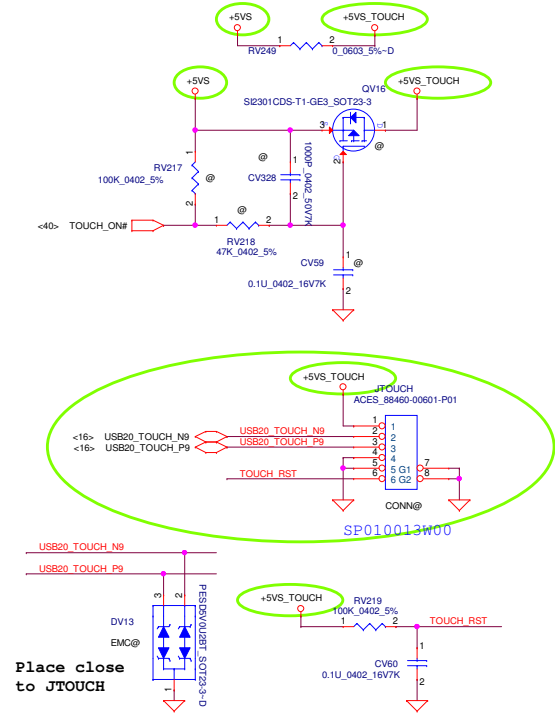 +5VS
+5VS_TOUCH
1
2
RV249
0_0603_5%~D
+5VS
QV16
+5VS_TOUCH
SI2301CDS-T1-GE3_SOT23-3
3
1
@
2
1
RV217
100K_0402_5%
@
2
@
1
CV328
2
1000P_0402_50V7K
<40> TOUCH_ON#
1
@
2
RV218
47K_0402_5%
CV59
1
@
0.1U_0402_16V7K
2
+5VS_TOUCH
JTOUCH
ACES_88460-00601-P01
<16> USB20_TOUCH_N9
USB20_TOUCH_N9
<16> USB20_TOUCH_P9
USB20_TOUCH_P9
TOUCH_RST
1 1
2 2
3 3
4 4
5 5 G1 7
6 6 G2 8
CONN@
SP010013W00
USB20_TOUCH_N9
USB20_TOUCH_P9
3
2
DV13
EMC@
1
PESD5V0U2BT_SOT23-3~D
Place close
to JTOUCH
+5VS_TOUCH
RV219
100K_0402_5%
1
2
TOUCH_RST
1
CV60
0.1U_0402_16V7K
2